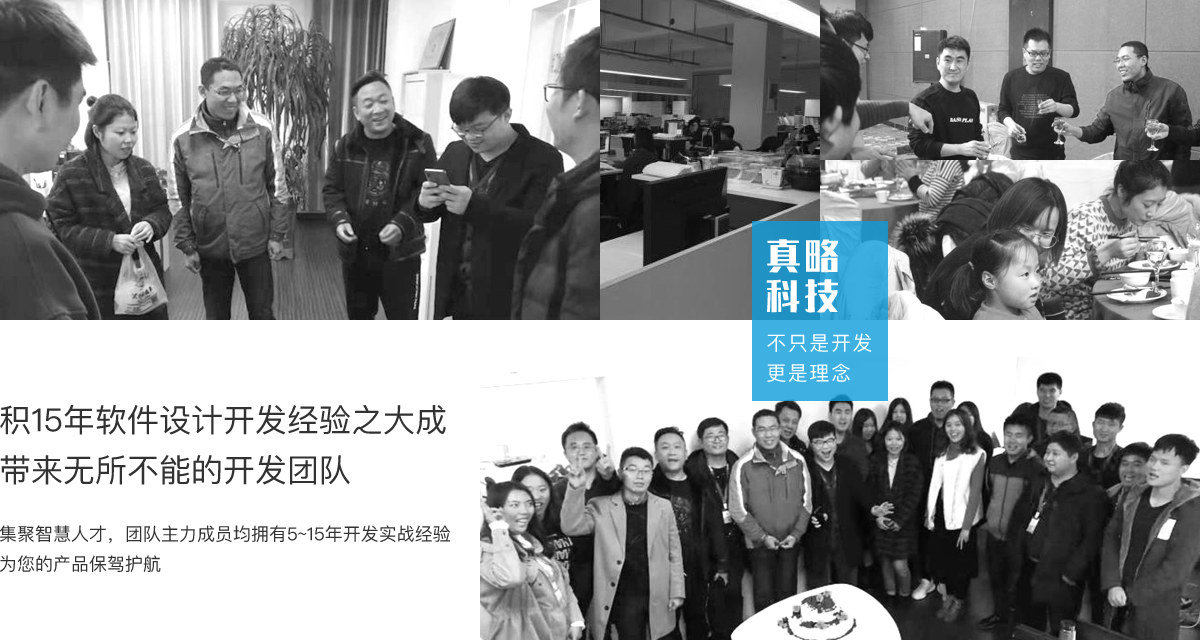 BASIC PLAY
真略
科技
不只是开发
更是理念
积15年软件设计开发经验之大成
带来无所不能的开发团队
集聚智慧人才，团队主力成员均拥有5~15年开发实战经验
为您的产品保驾护航